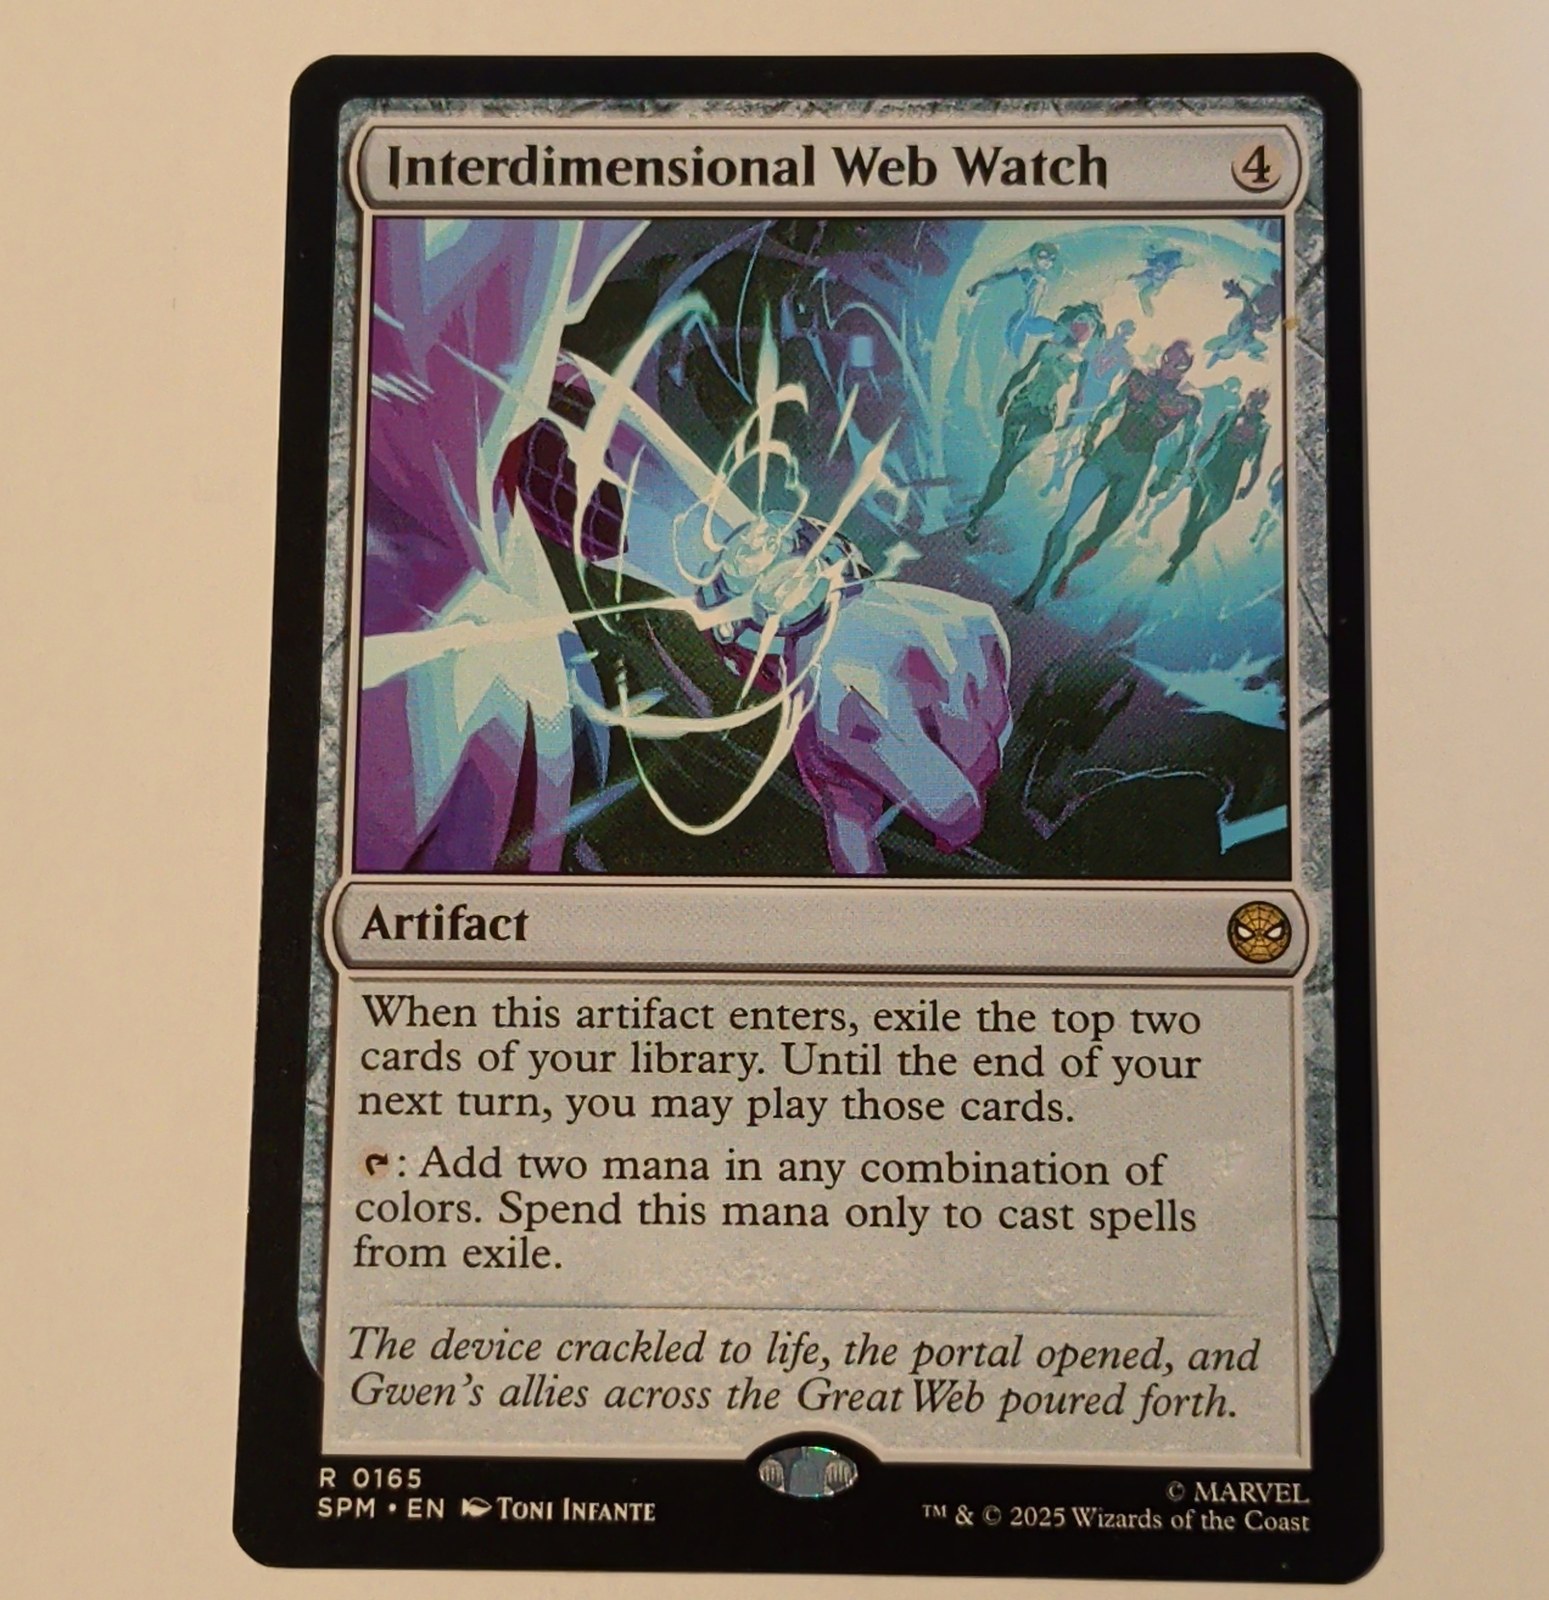 Interdimensional Web Watch 4
Artifact
When this artifact enters, exile the top two
cards of your library. Until the end of your
next turn, you may play those cards.
: Add two mana in any combination of
colors. Spend this mana only to cast spells
from exile.
The device crackled to life, the portal opened, and
Gwen's allies across the Great Web poured forth.
R 0165
SPM • EN TONI INFANTE
© MARVEL
™ & © 2025 Wizards of the Coast